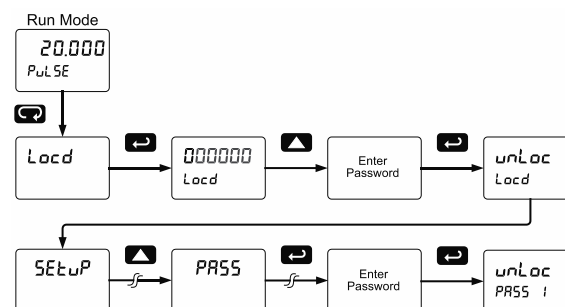 Run Mode
20.000
PuLSE
Locd
000000
Locd
Enter
Password
unLoc
Locd
SEtuP
PASS
Enter
Password
unLoc
PASS 1